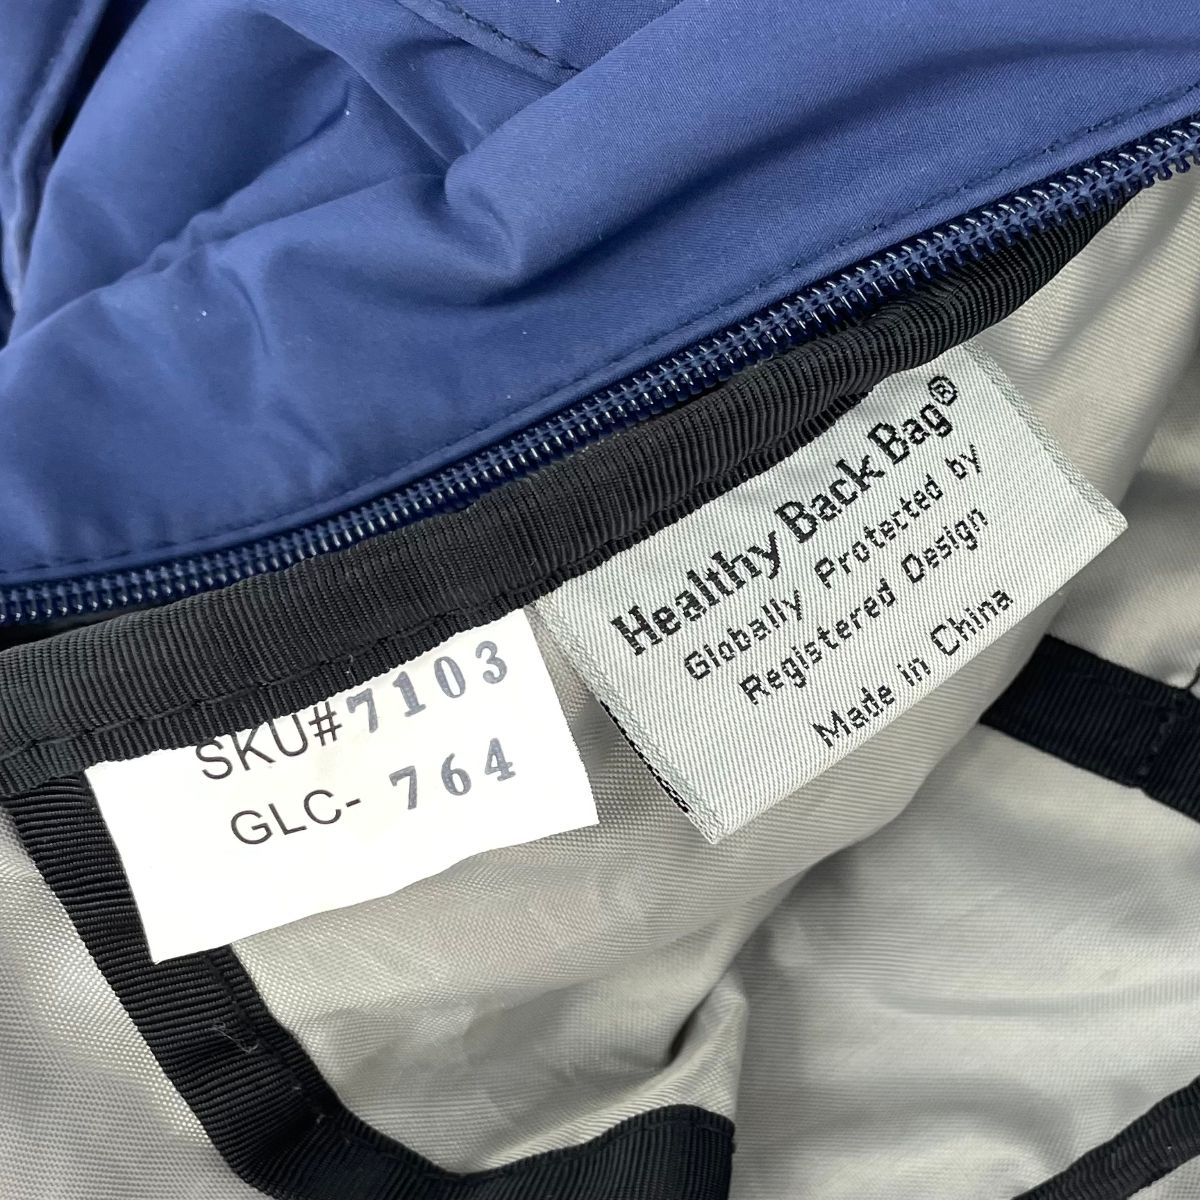 Healthy Back Bag®
Globally Protected by
Registered Design
Made in China
SKU#7103
GLC- 764